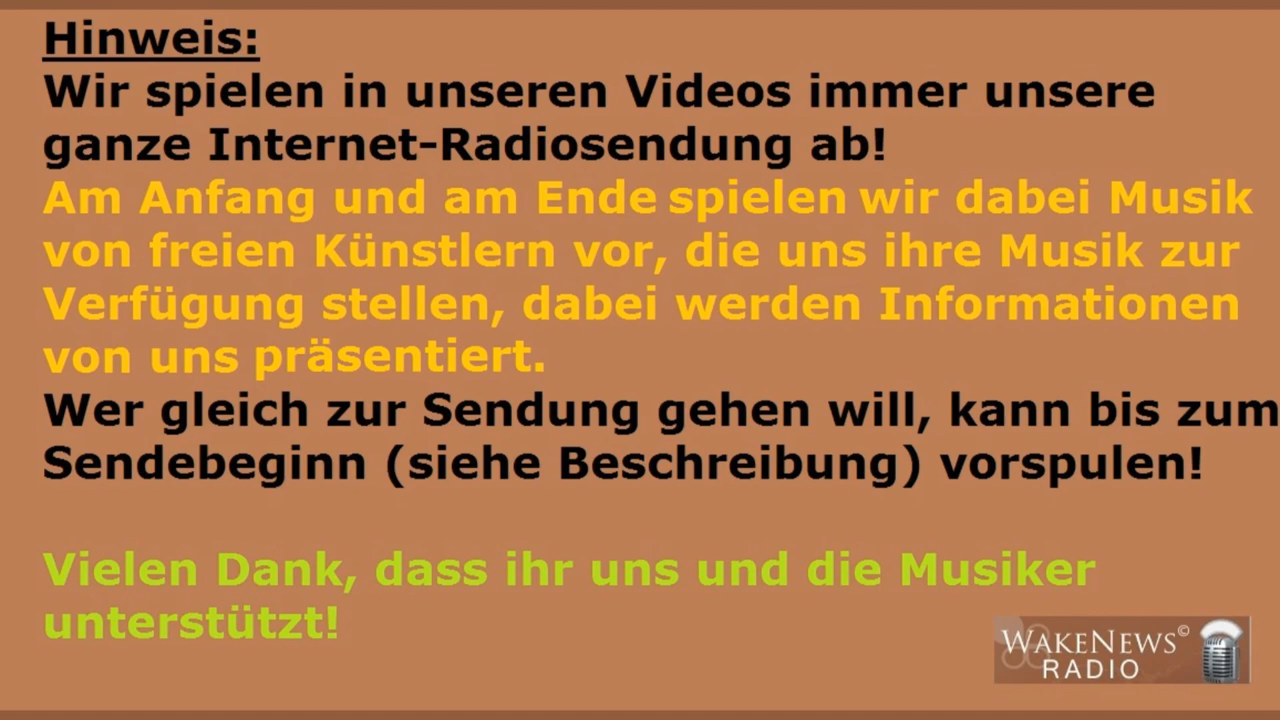 Hinweis:
Wir spielen in unseren Videos immer unsere
ganze Internet-Radiosendung ab!
Am Anfang und am Ende spielen wir dabei Musik
von freien Künstlern vor, die uns ihre Musik zur
Verfügung stellen, dabei werden Informationen
von uns präsentiert.
Wer gleich zur Sendung gehen will, kann bis zum
Sendebeginn (siehe Beschreibung) vorspulen!
Vielen Dank, dass ihr uns und die Musiker
unterstützt!
WAKENEWS©
RADIO